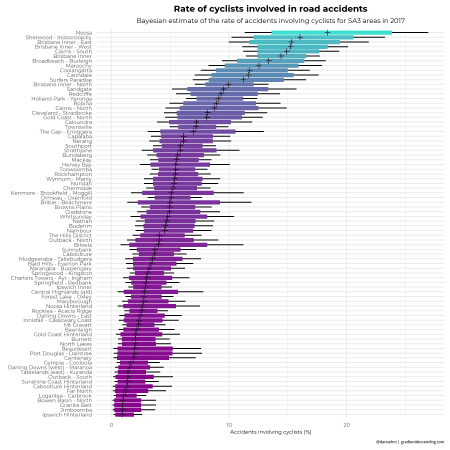 Rate of cyclists involved in road accidents
Bayesian estimate of the rate of accidents involving cyclists for SA3 areas in 2017
Noosa
Sherwood - Indooroopilly
Brisbane Inner - East
Brisbane Inner - West
Cairns - South
Brisbane Inner
Broadbeach - Burleigh
Maroochy
Coolangatta
Carindale
Surfers Paradise
Brisbane Inner - North
Sandgate
Redcliffe
Holland Park - Yeronga
Robina
Cairns - North
Cleveland - Stradbroke
Gold Coast - North
Caloundra
Townsville
The Gap - Enoggera
Capalaba
Nerang
Southport
Strathpine
Bundaberg
Mackay
Hervey Bay
Toowoomba
Rockhampton
Wynnum - Manly
Nundah
Chermside
Kenmore - Brookfield - Moggill
Ormeau - Oxenford
Bribie - Beachmere
Browns Plains
Gladstone
Whitsunday
Nathan
Buderim
Nambour
The Hills District
Outback - North
Biloela
Sunnybank
Caboolture
Mudgeeraba - Tallebudgera
Bald Hills - Everton Park
Narangba - Burpengary
Springwood - Kingston
Charters Towers - Ayr - Ingham
Springfield - Redbank
Ipswich Inner
Central Highlands (qld)
Forest Lake - Oxley
Maryborough
Noosa Hinterland
Rocklea - Acacia Ridge
Darling Downs - East
Innisfail - Cassowary Coast
Mt Gravatt
Beenleigh
Gold Coast Hinterland
Burnett
North Lakes
Beaudesert
Port Douglas - Daintree
Centenary
Gympie - Cooloola
Darling Downs (west) - Maranoa
Tablelands (east) - Kuranda
Outback - South
Sunshine Coast Hinterland
Caboolture Hinterland
Far North
Loganlea - Carbrook
Bowen Basin - North
Granite Belt
Jimboomba
Ipswich Hinterland
0 10 20
Accidents involving cyclists (%)
@danoehm | gradientdescending.com